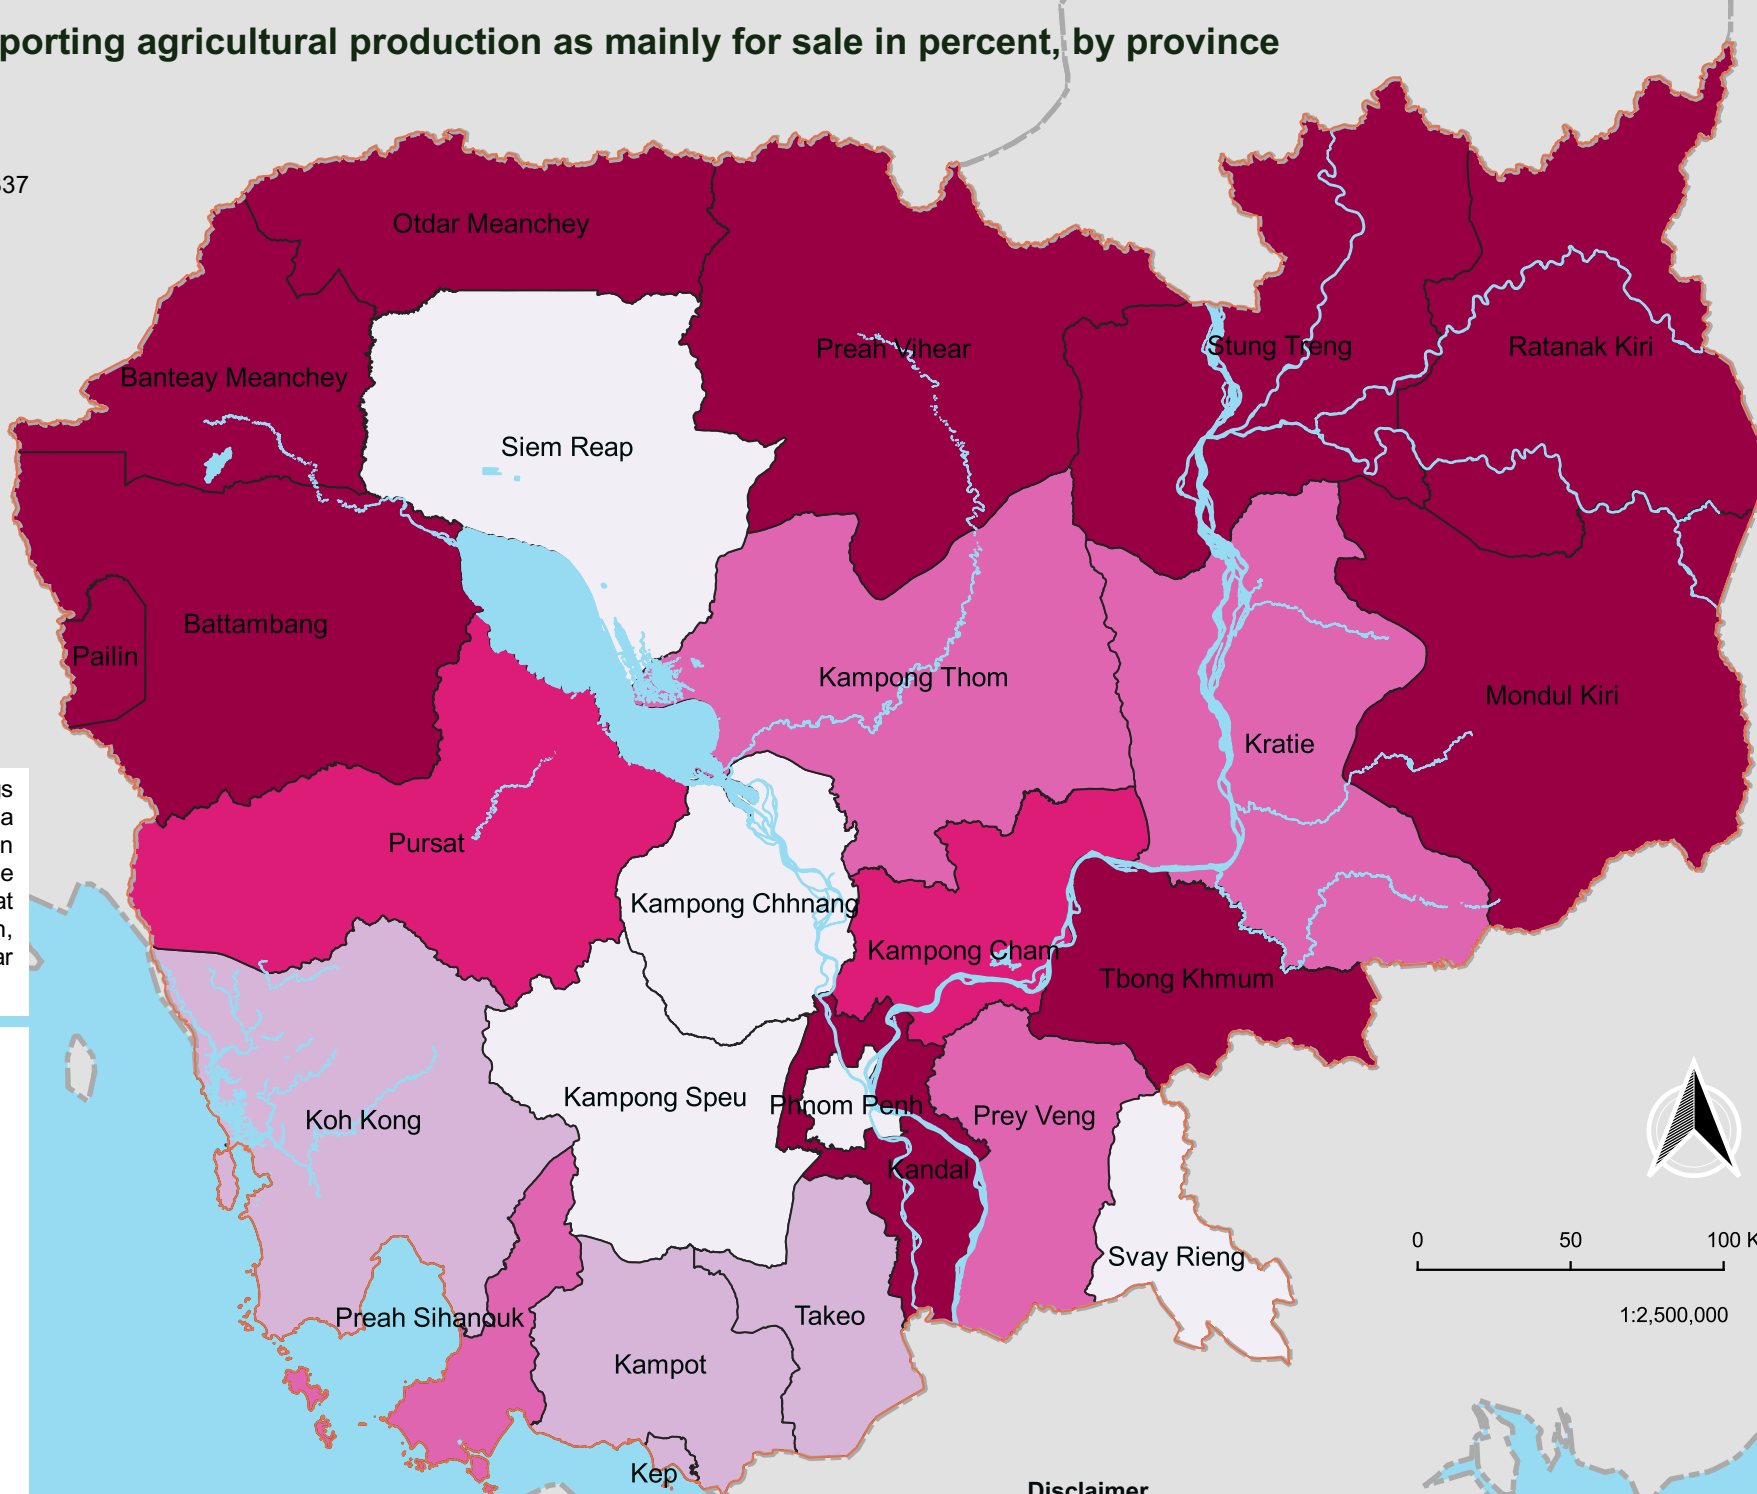 porting agricultural production as mainly for sale in percent, by province
37
Otdar Meanchey
Banteay Meanchey
Preah Vihear
Stung Treng
Ratanak Kiri
Siem Reap
Battambang
Pailin
Kampong Thom
Mondul Kiri
Kratie
Pursat
s
a
n
e
at
n,
ar
Kampong Chhnang
Kampong Cham
Tbong Khmum
Koh Kong
Kampong Speu
Phnom Penh
Prey Veng
Kandal
Svay Rieng
Preah Sihanouk
Takeo
Kampot
Kep
0 50 100 K
1:2,500,000
Disclaimer